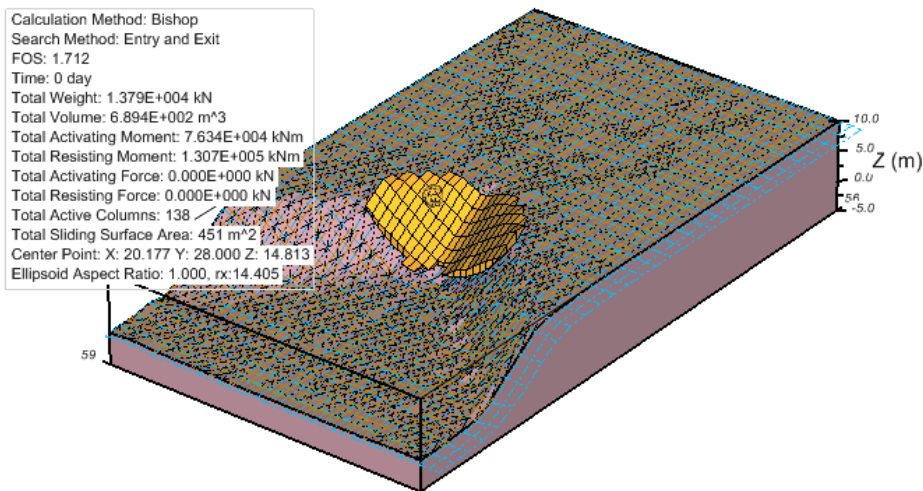 Calculation Method: Bishop
Search Method: Entry and Exit
FOS: 1.712
Time: 0 day
Total Weight: 1.379E+004 kN
Total Volume: 6.894E+002 m^3
Total Activating Moment: 7.634E+004 kNm
Total Resisting Moment: 1.307E+005 kNm
Total Activating Force: 0.000E+000 kN
Total Resisting Force: 0.000E+000 kN
Total Active Columns: 138
Total Sliding Surface Area: 451 m^2
Center Point: X: 20.177 Y: 28.000 Z: 14.813
Ellipsoid Aspect Ratio: 1.000, rx:14.405
10.0
5.0
Z (m)
0.0
56
-5.0
59